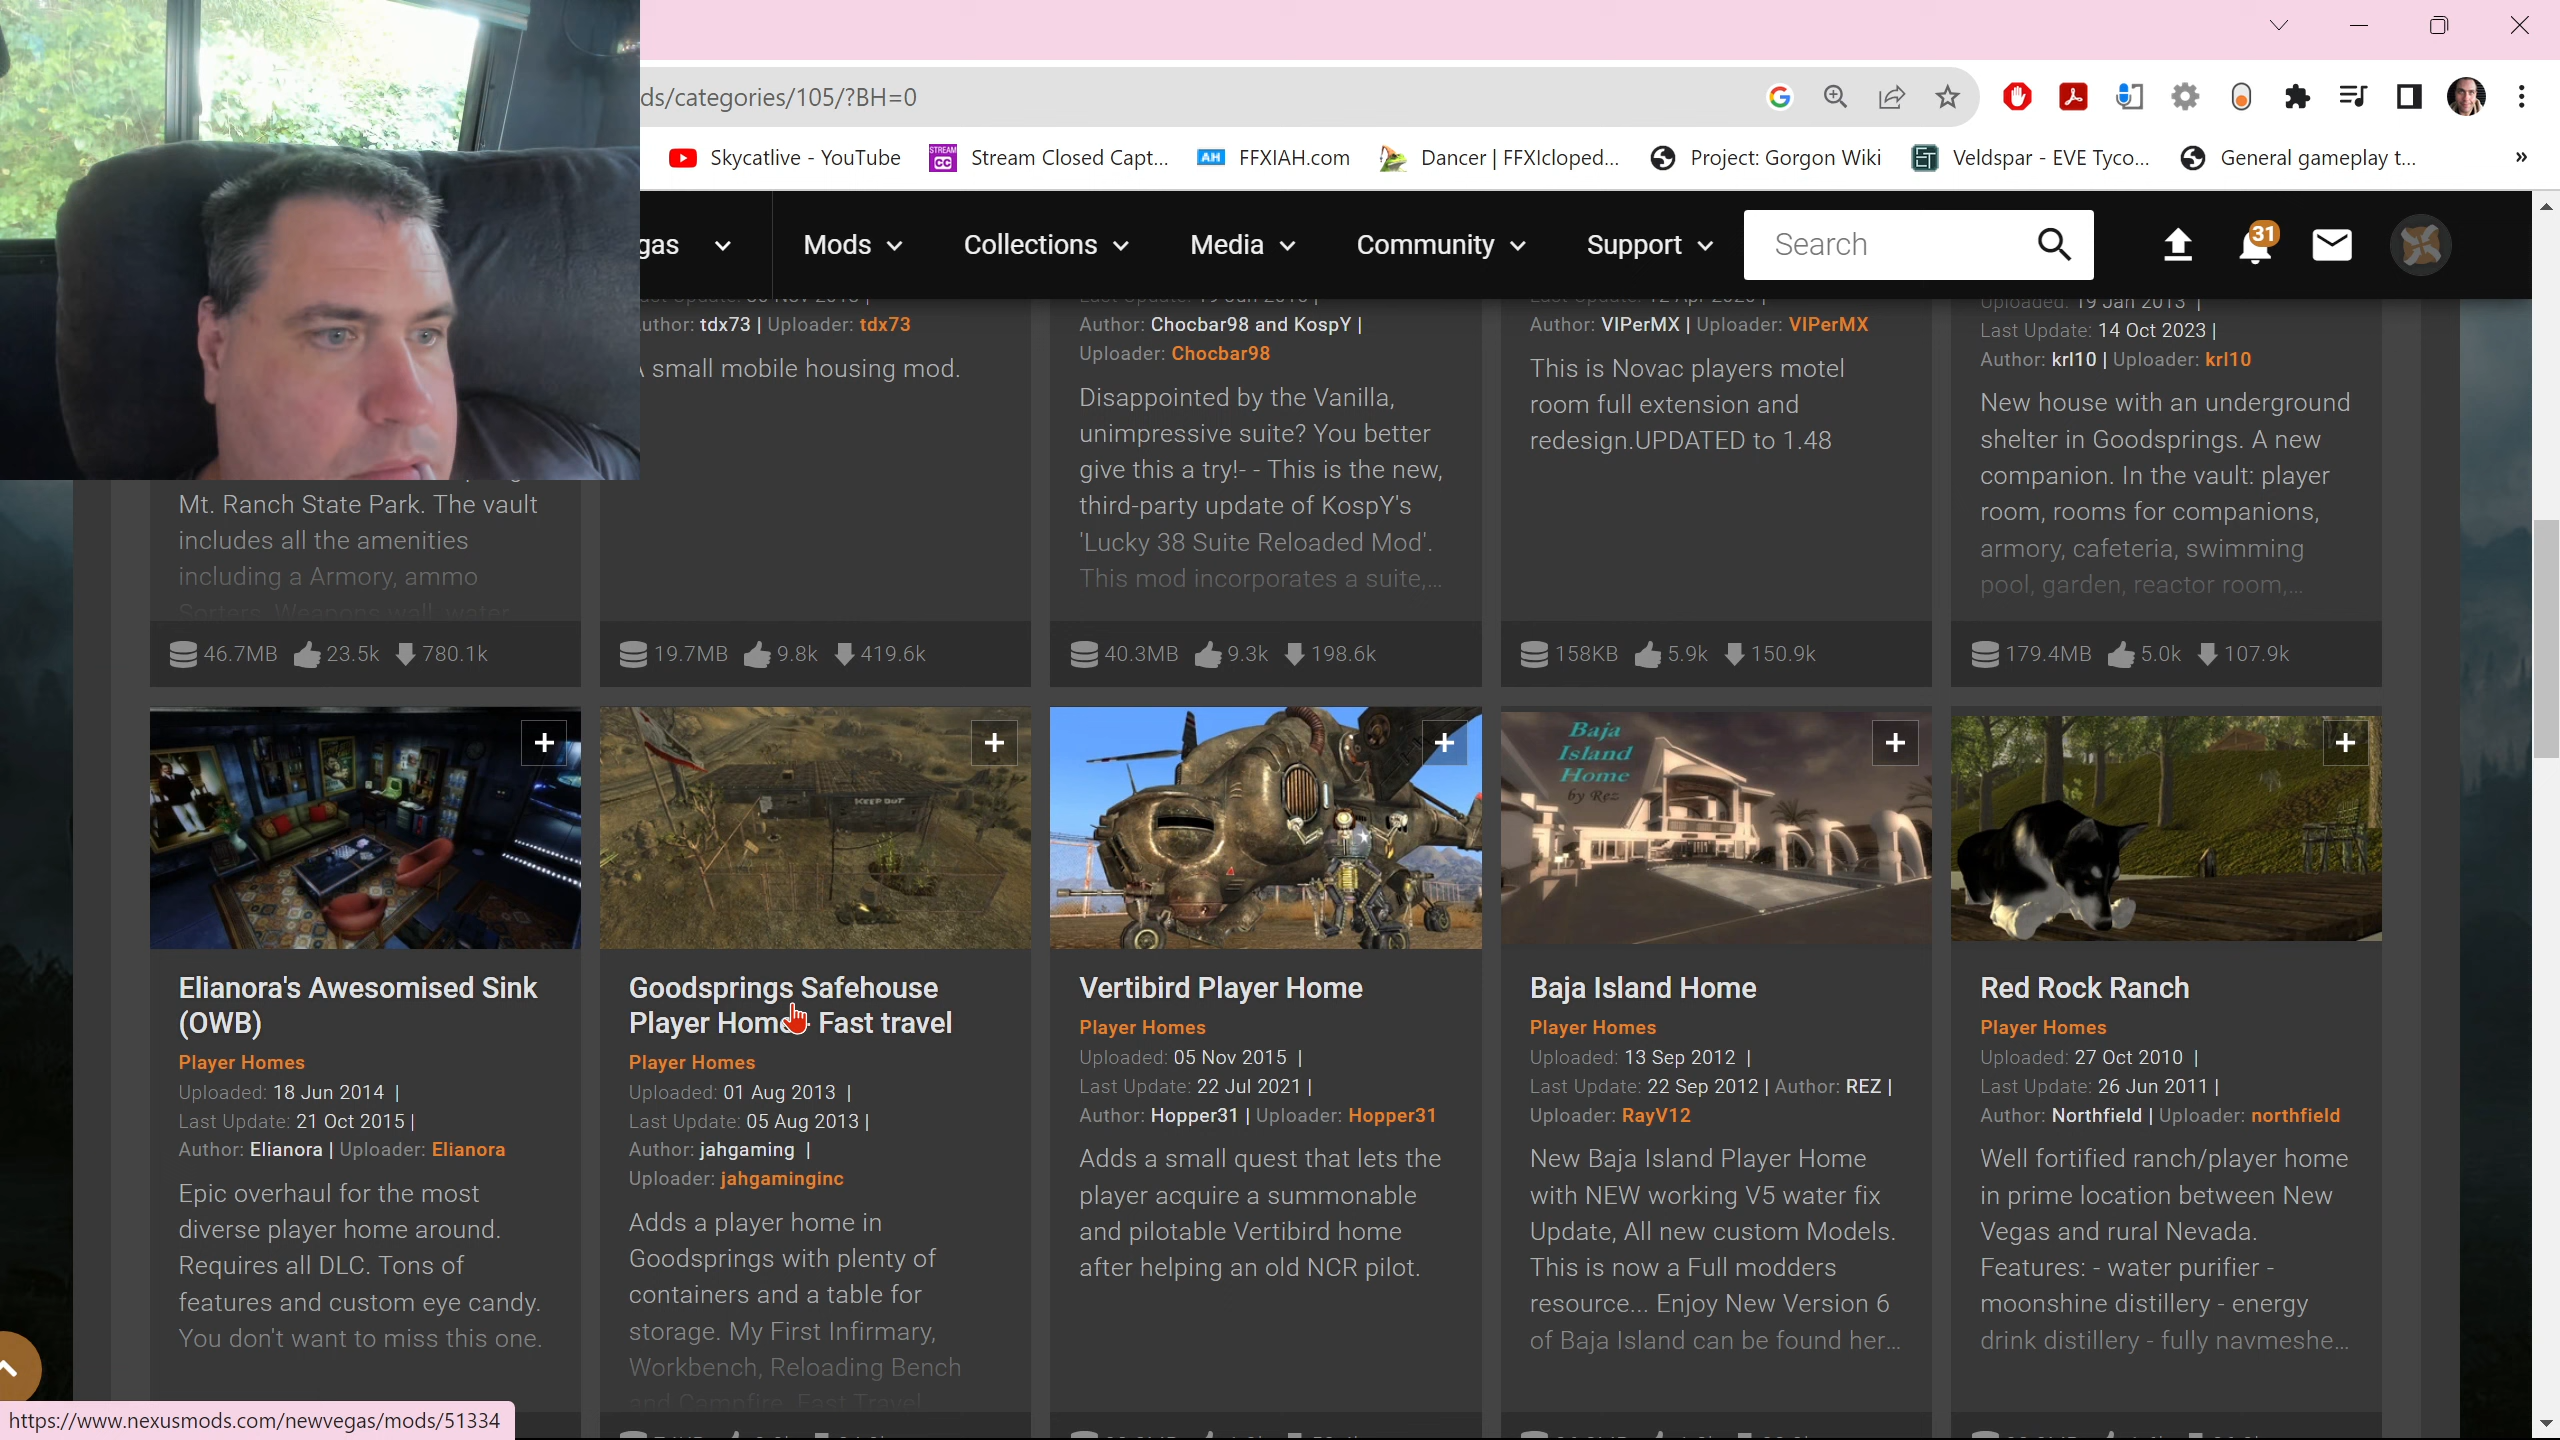 ds/categories/105/?BH=0
Skycatlive - YouTube
STREAM CC
Stream Closed Capt...
AH
FFXIAH.com
Dancer | FFXIcloped...
Project: Gorgon Wiki
ET
Veldspar - EVE Tyco...
General gameplay t...
»
gas
Mods
Collections
Media
Community
Support
Search
31
Mt. Ranch State Park. The vault
includes all the amenities
including a Armory, ammo
Sorters, Weapons wall, water
46.7MB 23.5k 780.1k
uthor: tdx73 | Uploader: tdx73
small mobile housing mod.
19.7MB 9.8k 419.6k
Author: Chocbar98 and KospY |
Uploader: Chocbar98
Disappointed by the Vanilla,
unimpressive suite? You better
give this a try!- - This is the new,
third-party update of KospY's
'Lucky 38 Suite Reloaded Mod'.
This mod incorporates a suite,...
40.3MB 9.3k 198.6k
Author: VIPerMX | Uploader: VIPerMX
This is Novac players motel
room full extension and
redesign.UPDATED to 1.48
158KB 5.9k 150.9k
Uploaded: 19 Jan 2013 |
Last Update: 14 Oct 2023 |
Author: krl10 | Uploader: krl10
New house with an underground
shelter in Goodsprings. A new
companion. In the vault: player
room, rooms for companions,
armory, cafeteria, swimming
pool, garden, reactor room,...
179.4MB 5.0k 107.9k
Elianora's Awesomised Sink
(OWB)
Player Homes
Uploaded: 18 Jun 2014 |
Last Update: 21 Oct 2015 |
Author: Elianora | Uploader: Elianora
Epic overhaul for the most
diverse player home around.
Requires all DLC. Tons of
features and custom eye candy.
You don't want to miss this one.
KEEP OUT
Goodsprings Safehouse
Player Home - Fast travel
Player Homes
Uploaded: 01 Aug 2013 |
Last Update: 05 Aug 2013 |
Author: jahgaming |
Uploader: jahgaminginc
Adds a player home in
Goodsprings with plenty of
containers and a table for
storage. My First Infirmary,
Workbench, Reloading Bench
and Campfire. Fast Travel
Vertibird Player Home
Player Homes
Uploaded: 05 Nov 2015 |
Last Update: 22 Jul 2021 |
Author: Hopper31 | Uploader: Hopper31
Adds a small quest that lets the
player acquire a summonable
and pilotable Vertibird home
after helping an old NCR pilot.
Baja
Island
Home
by Rez
Baja Island Home
Player Homes
Uploaded: 13 Sep 2012 |
Last Update: 22 Sep 2012 | Author: REZ |
Uploader: RayV12
New Baja Island Player Home
with NEW working V5 water fix
Update, All new custom Models.
This is now a Full modders
resource... Enjoy New Version 6
of Baja Island can be found her...
Red Rock Ranch
Player Homes
Uploaded: 27 Oct 2010 |
Last Update: 26 Jun 2011 |
Author: Northfield | Uploader: northfield
Well fortified ranch/player home
in prime location between New
Vegas and rural Nevada.
Features: - water purifier -
moonshine distillery - energy
drink distillery - fully navmeshe...
https://www.nexusmods.com/newvegas/mods/51334